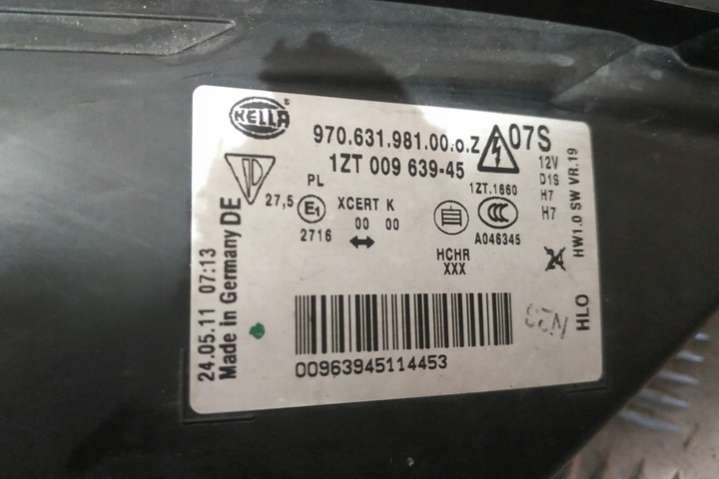 HELLA
970.631.981.00.o.Z
07S
1ZT 009 639-45
12V
D1S
H7
H7
HW1.0 SW VR.19
PL
27,5
E1
2716
XCERT K
00 00
1ZT.1660
CCC
A046345
HCHR
XXX
24
HLO
24.05.11 07:13
Made in Germany DE
00963945114453